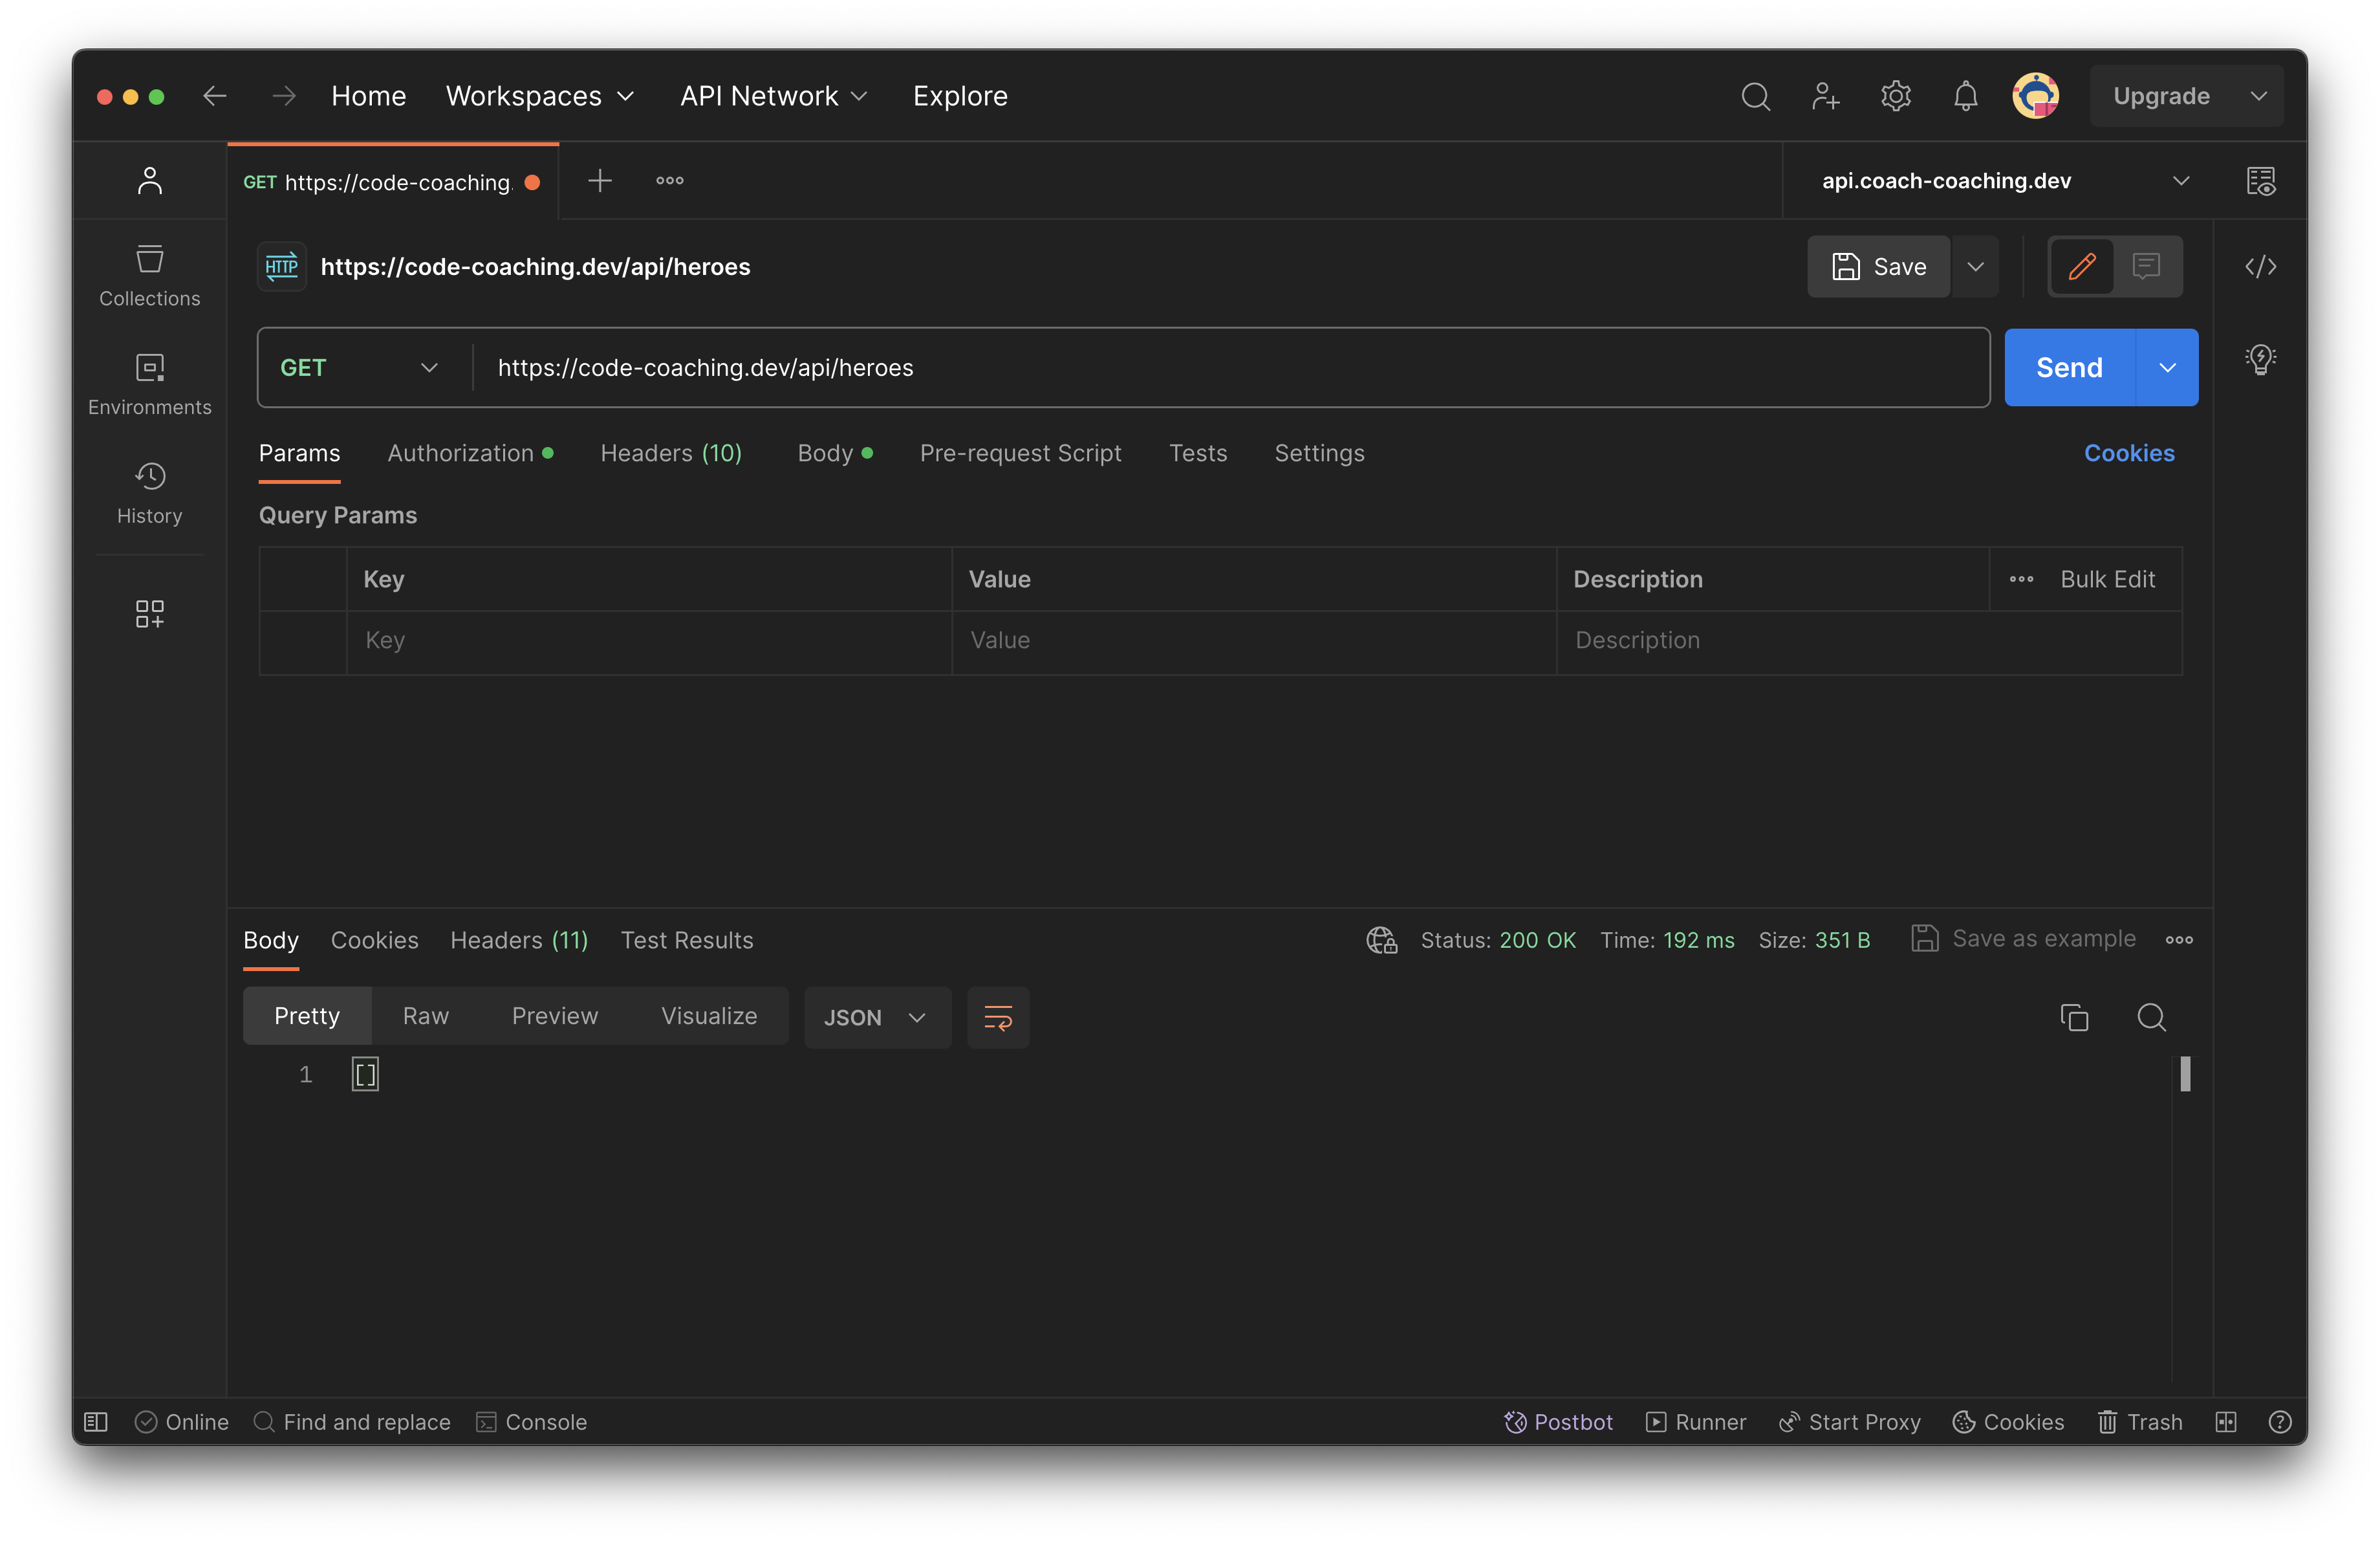 Home Workspaces API Network Explore Upgrade
GET https://code-coaching. api.coach-coaching.dev
HTTP https://code-coaching.dev/api/heroes Save
Collections
GET https://code-coaching.dev/api/heroes Send
Environments
Params Authorization Headers (10) Body Pre-request Script Tests Settings Cookies
History
Query Params
Key Value Description Bulk Edit
Key Value Description
Body Cookies Headers (11) Test Results Status: 200 OK Time: 192 ms Size: 351 B Save as example
Pretty Raw Preview Visualize JSON
1 []
Online Find and replace Console Postbot Runner Start Proxy Cookies Trash